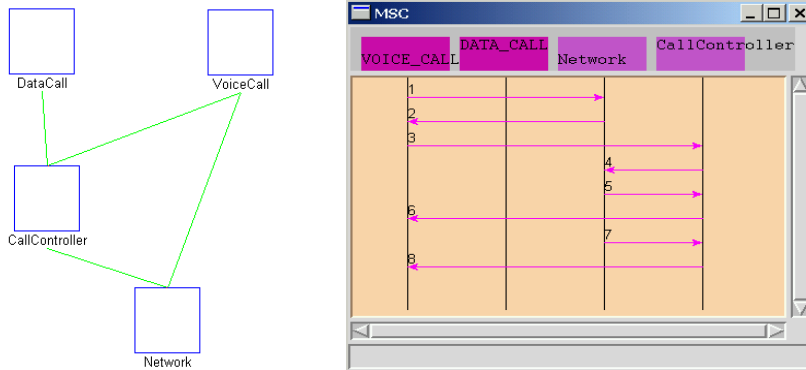 DataCall
VoiceCall
CallController
Network
MSC
VOICE_CALL
DATA_CALL
Network
CallController
1
2
3
4
5
6
7
8